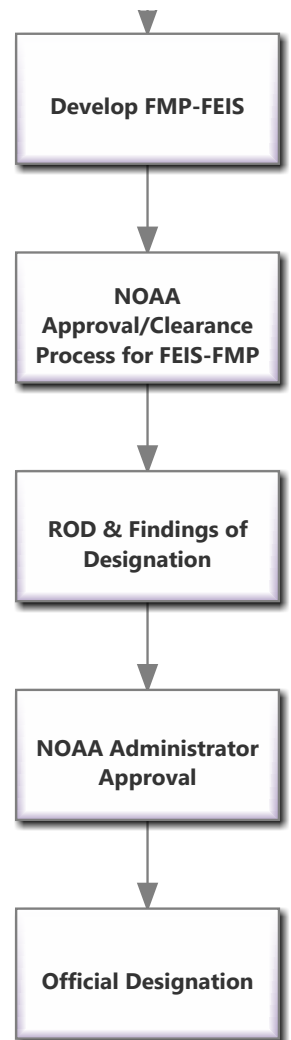 Develop FMP-FEIS
NOAA
Approval/Clearance
Process for FEIS-FMP
ROD & Findings of
Designation
NOAA Administrator
Approval
Official Designation